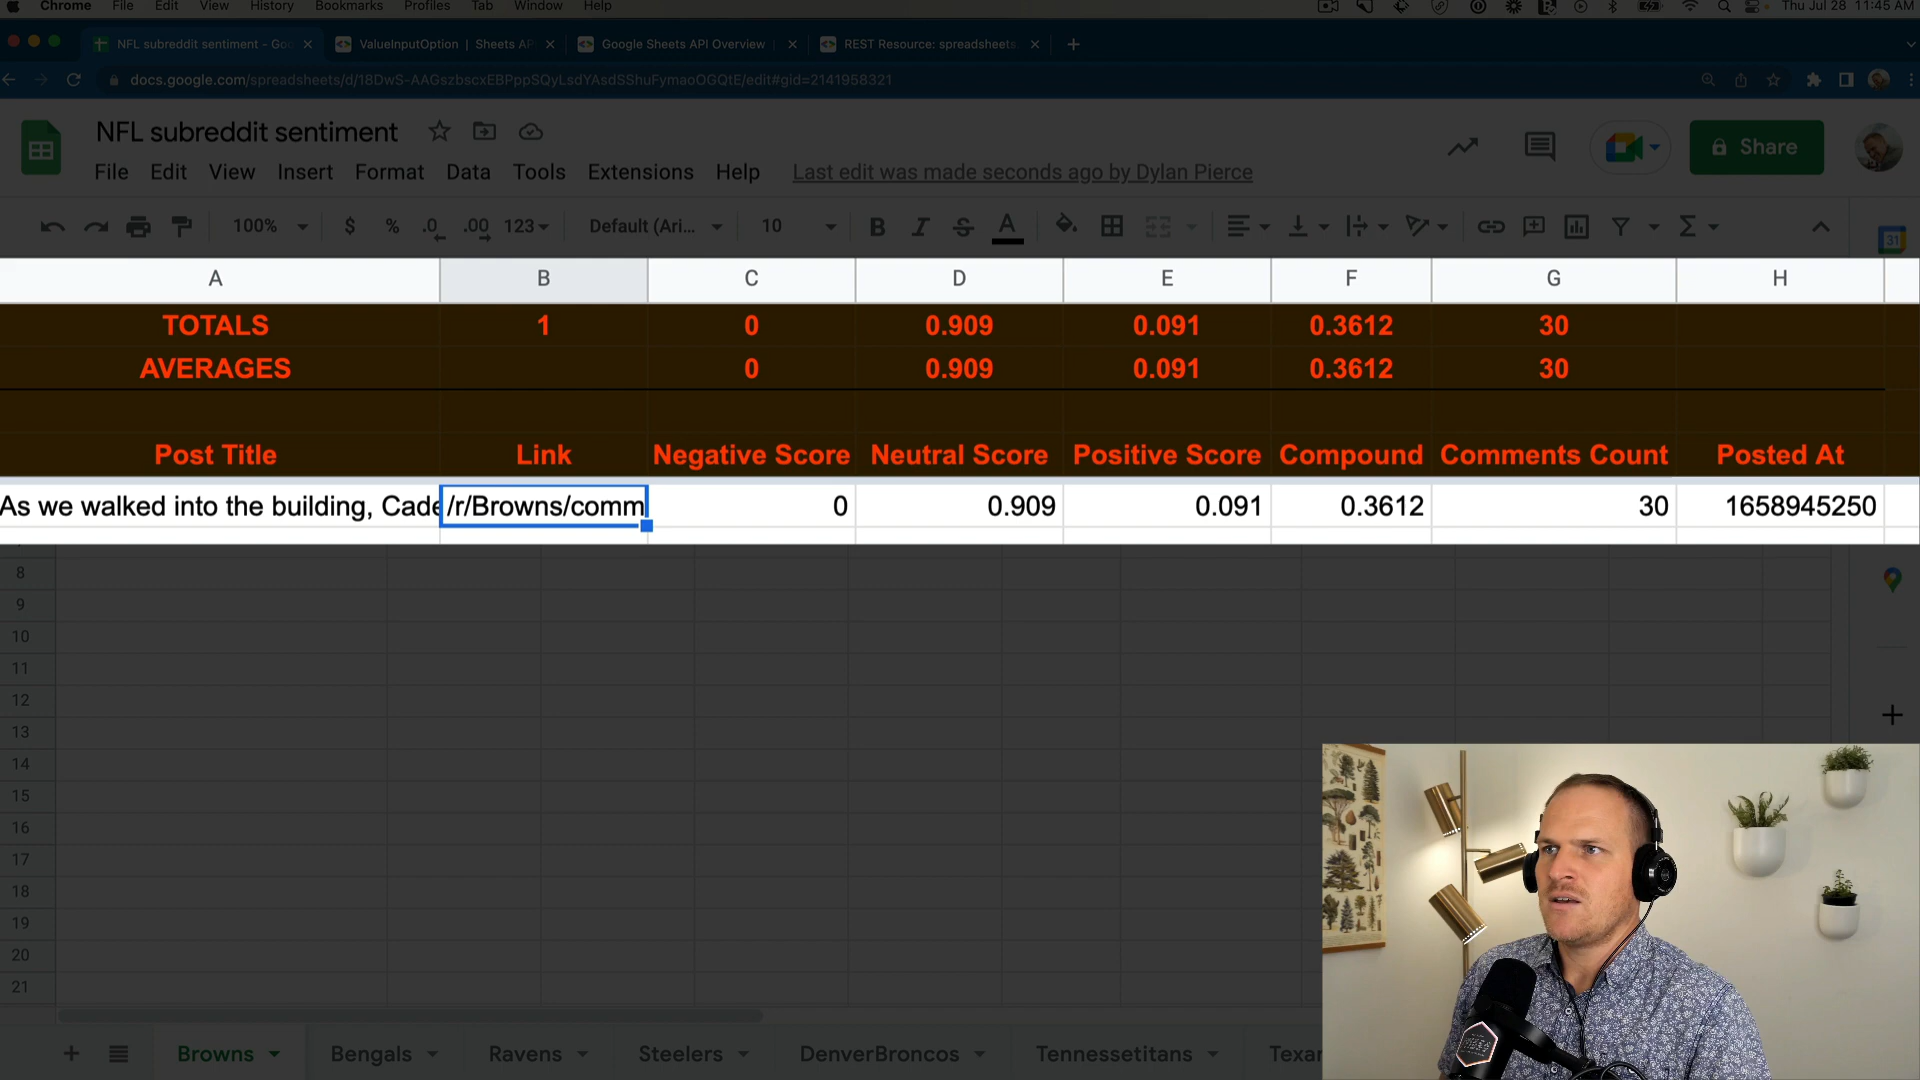 Chrome File Edit View History Bookmarks Profiles Tab Window Help Thu Jul 28 11:45 AM
NFL subreddit sentiment - Goo ValueInputOption | Sheets AP Google Sheets API Overview REST Resource: spreadsheets
docs.google.com/spreadsheets/d/18DwS-AAGszbscxEBPppSQyLsdYAsdSShuFymaoOGQtE/edit#gid=2141958321
NFL subreddit sentiment
Share
File Edit View Insert Format Data Tools Extensions Help Last edit was made seconds ago by Dylan Pierce
100% $ % .0 .00 123 Default (Ari... 10 B I S A
31
A B C D E F G H
TOTALS 1 0 0.909 0.091 0.3612 30
AVERAGES 0 0.909 0.091 0.3612 30
Post Title Link Negative Score Neutral Score Positive Score Compound Comments Count Posted At
As we walked into the building, Cade /r/Browns/comm 0 0.909 0.091 0.3612 30 1658945250
8
9
10
11
12
13
14
15
16
17
18
19
20
21
Browns Bengals Ravens Steelers DenverBroncos Tennessetitans Texar